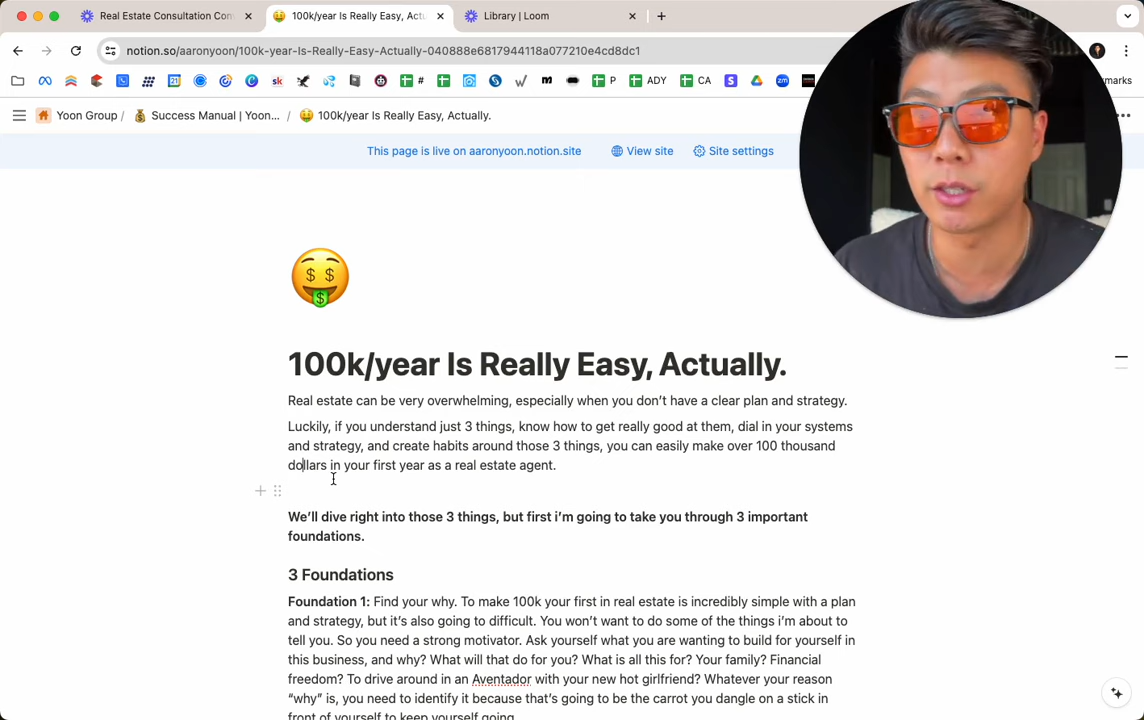 Real Estate Consultation Con
100k/year Is Really Easy, Actu
Library | Loom
notion.so/aaronyoon/100k-year-Is-Really-Easy-Actually-040888e6817944118a077210e4cd8dc1
21
sk
#
P
ADY
CA
S
zm
kmarks
Yoon Group / Success Manual | Yoon... / 100k/year Is Really Easy, Actually.
This page is live on aaronyoon.notion.site
View site
Site settings
100k/year Is Really Easy, Actually.
Real estate can be very overwhelming, especially when you don't have a clear plan and strategy.
Luckily, if you understand just 3 things, know how to get really good at them, dial in your systems
and strategy, and create habits around those 3 things, you can easily make over 100 thousand
dollars in your first year as a real estate agent.
We'll dive right into those 3 things, but first i'm going to take you through 3 important
foundations.
3 Foundations
Foundation 1: Find your why. To make 100k your first in real estate is incredibly simple with a plan
and strategy, but it's also going to difficult. You won't want to do some of the things i'm about to
tell you. So you need a strong motivator. Ask yourself what you are wanting to build for yourself in
this business, and why? What will that do for you? What is all this for? Your family? Financial
freedom? To drive around in an Aventador with your new hot girlfriend? Whatever your reason
"why" is, you need to identify it because that's going to be the carrot you dangle on a stick in
front of yourself to keep yourself going.